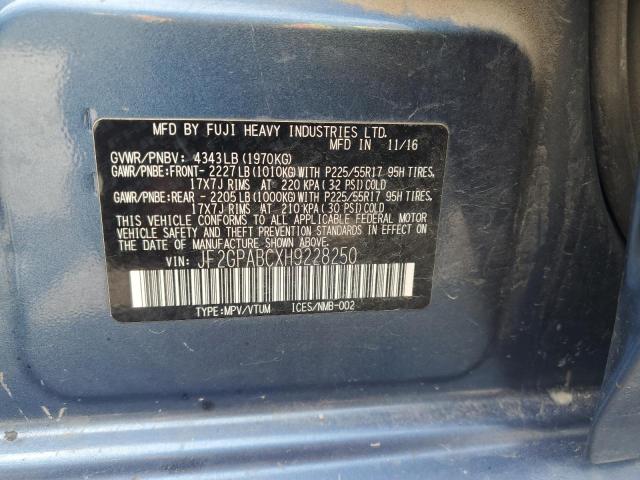 MFD BY FUJI HEAVY INDUSTRIES LTD.
MFD IN 11/16
GVWR/PNBV: 4343LB(1970KG)
GAWR/PNBE:FRONT- 2227LB(1010KG)WITH P225/55R17 95H TIRES.
17X7J RIMS AT 220 KPA(32 PSI)COLD
GAWR/PNBE:REAR - 2205LB(1000KG)WITH P225/55R17 95H TIRES.
17X7J RIMS AT 210 KPA(30 PSI)COLD
THIS VEHICLE CONFORMS TO ALL APPLICABLE FEDERAL MOTOR
VEHICLE SAFETY AND THEFT PREVENTION STANDARDS IN EFFECT ON
THE DATE OF MANUFACTURE SHOWN ABOVE.
VIN: JF2GPABCXH9228250
TYPE:MPV/VTUM ICES/NMB-002